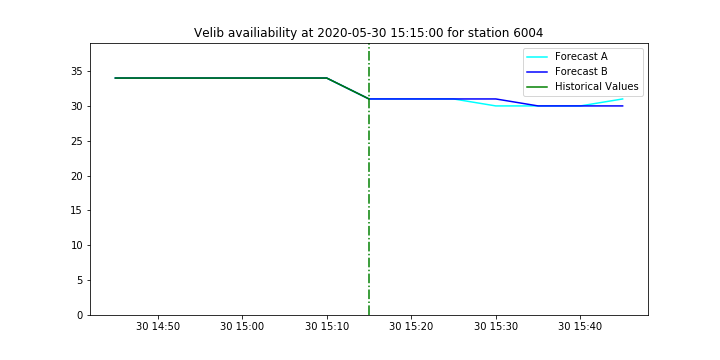 Velib availiability at 2020-05-30 15:15:00 for station 6004
Forecast A
Forecast B
Historical Values
35
30
25
20
15
10
5
0
30 14:50 30 15:00 30 15:10 30 15:20 30 15:30 30 15:40